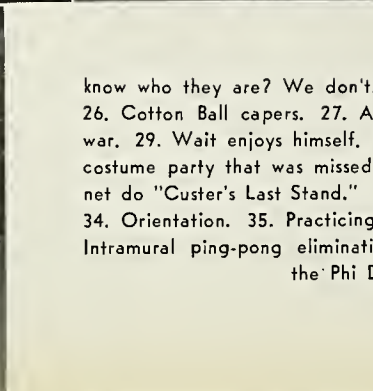 know who they are? We don't.
26. Cotton Ball capers. 27. A
war. 29. Wait enjoys himself.
costume party that was missed
net do "Custer's Last Stand."
34. Orientation. 35. Practicing
Intramural ping-pong eliminati
the Phi D